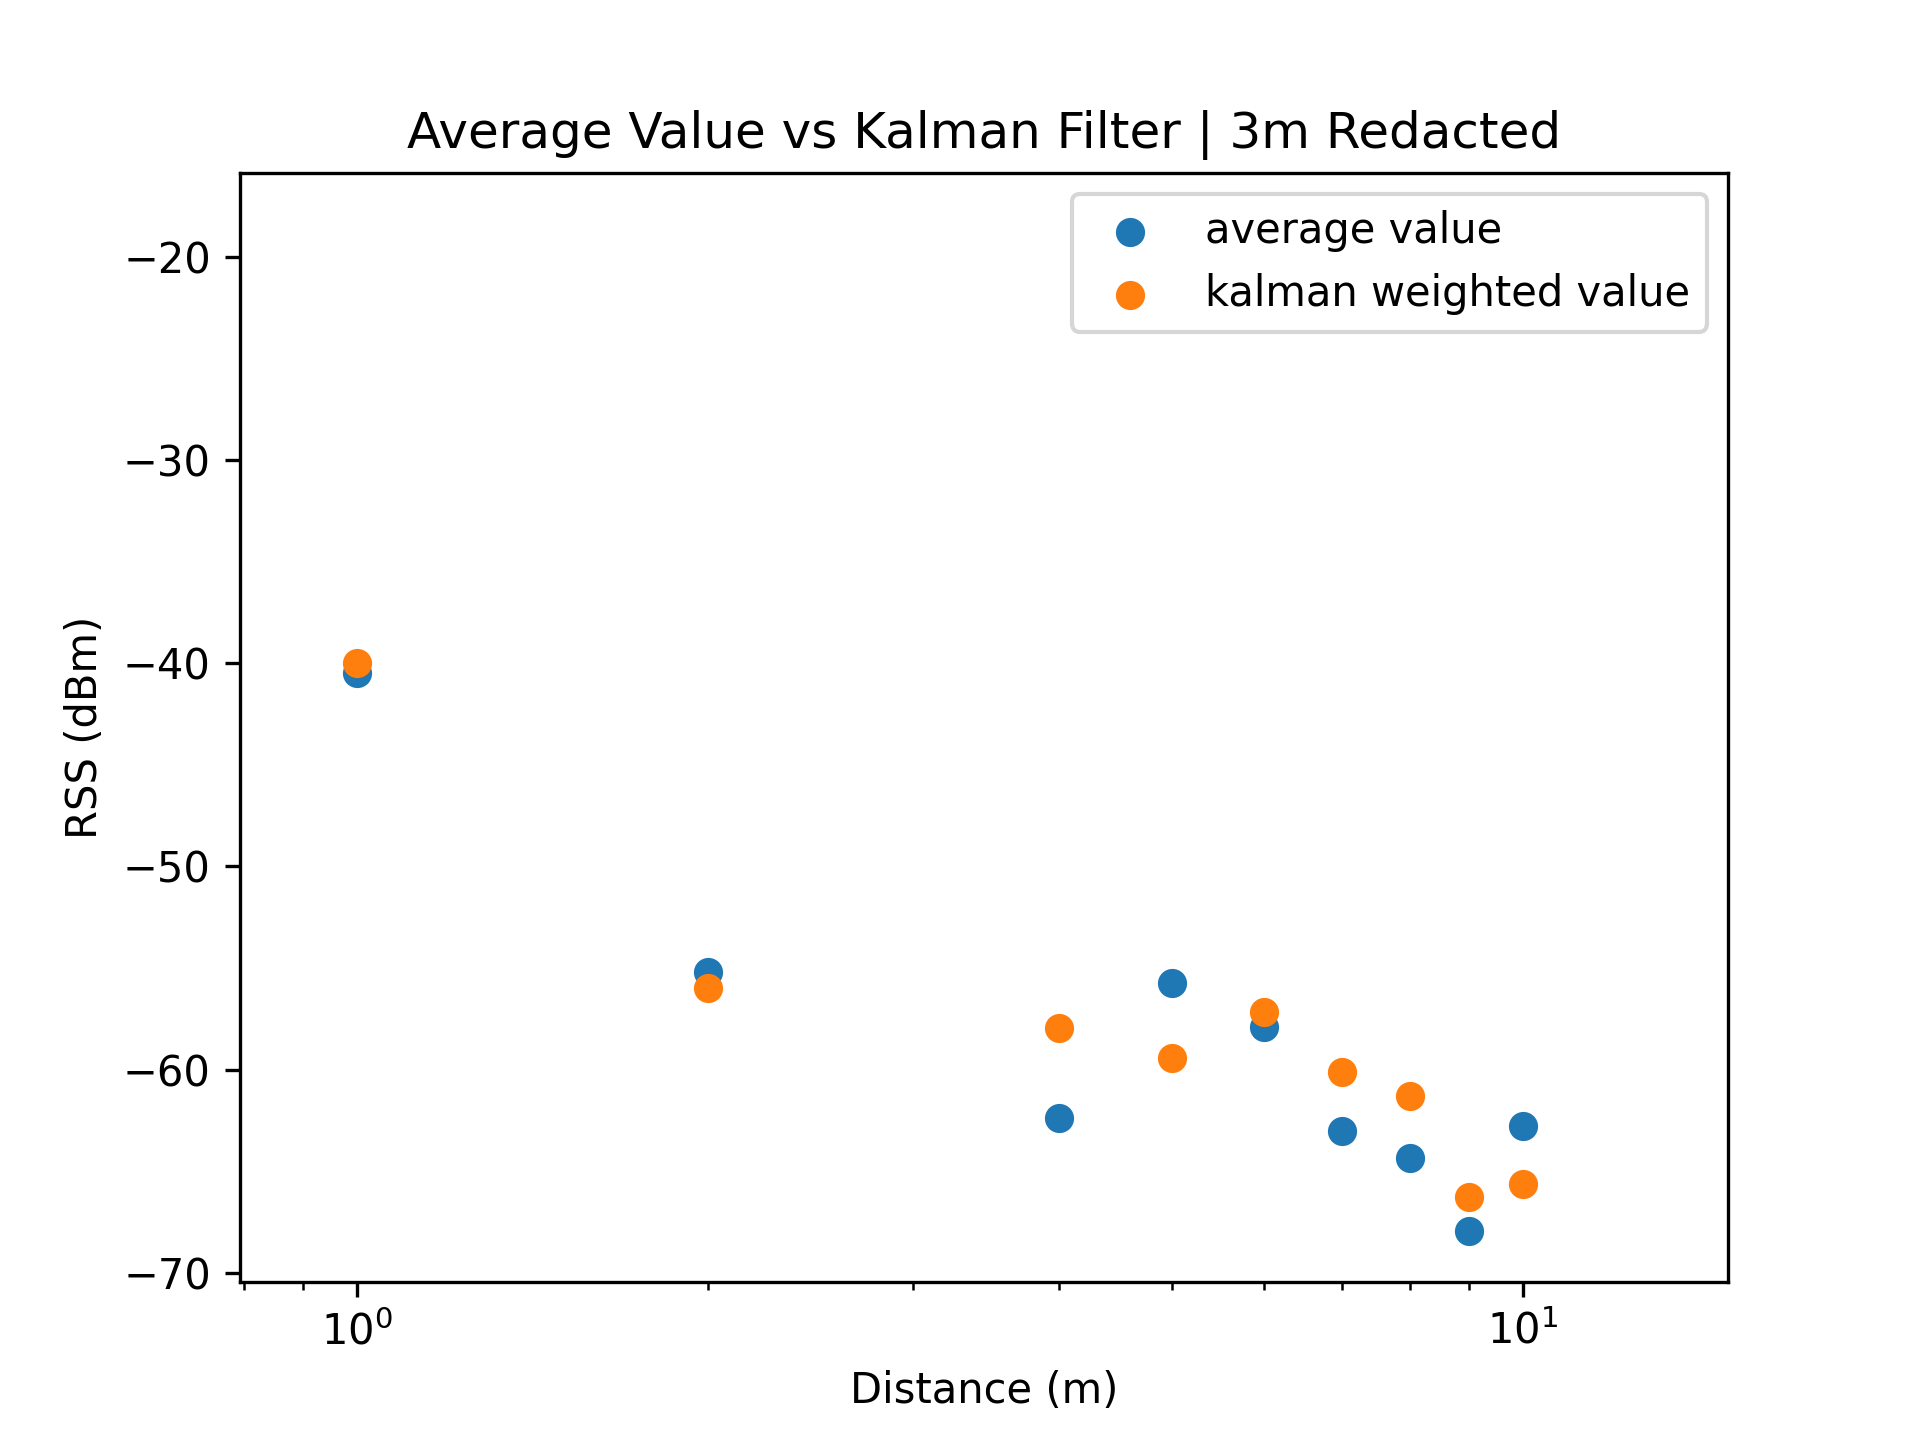 Average Value vs Kalman Filter | 3m Redacted
average value
kalman weighted value
−20
−30
−40
−50
−60
−70
RSS (dBm)
10⁰ 10¹
Distance (m)